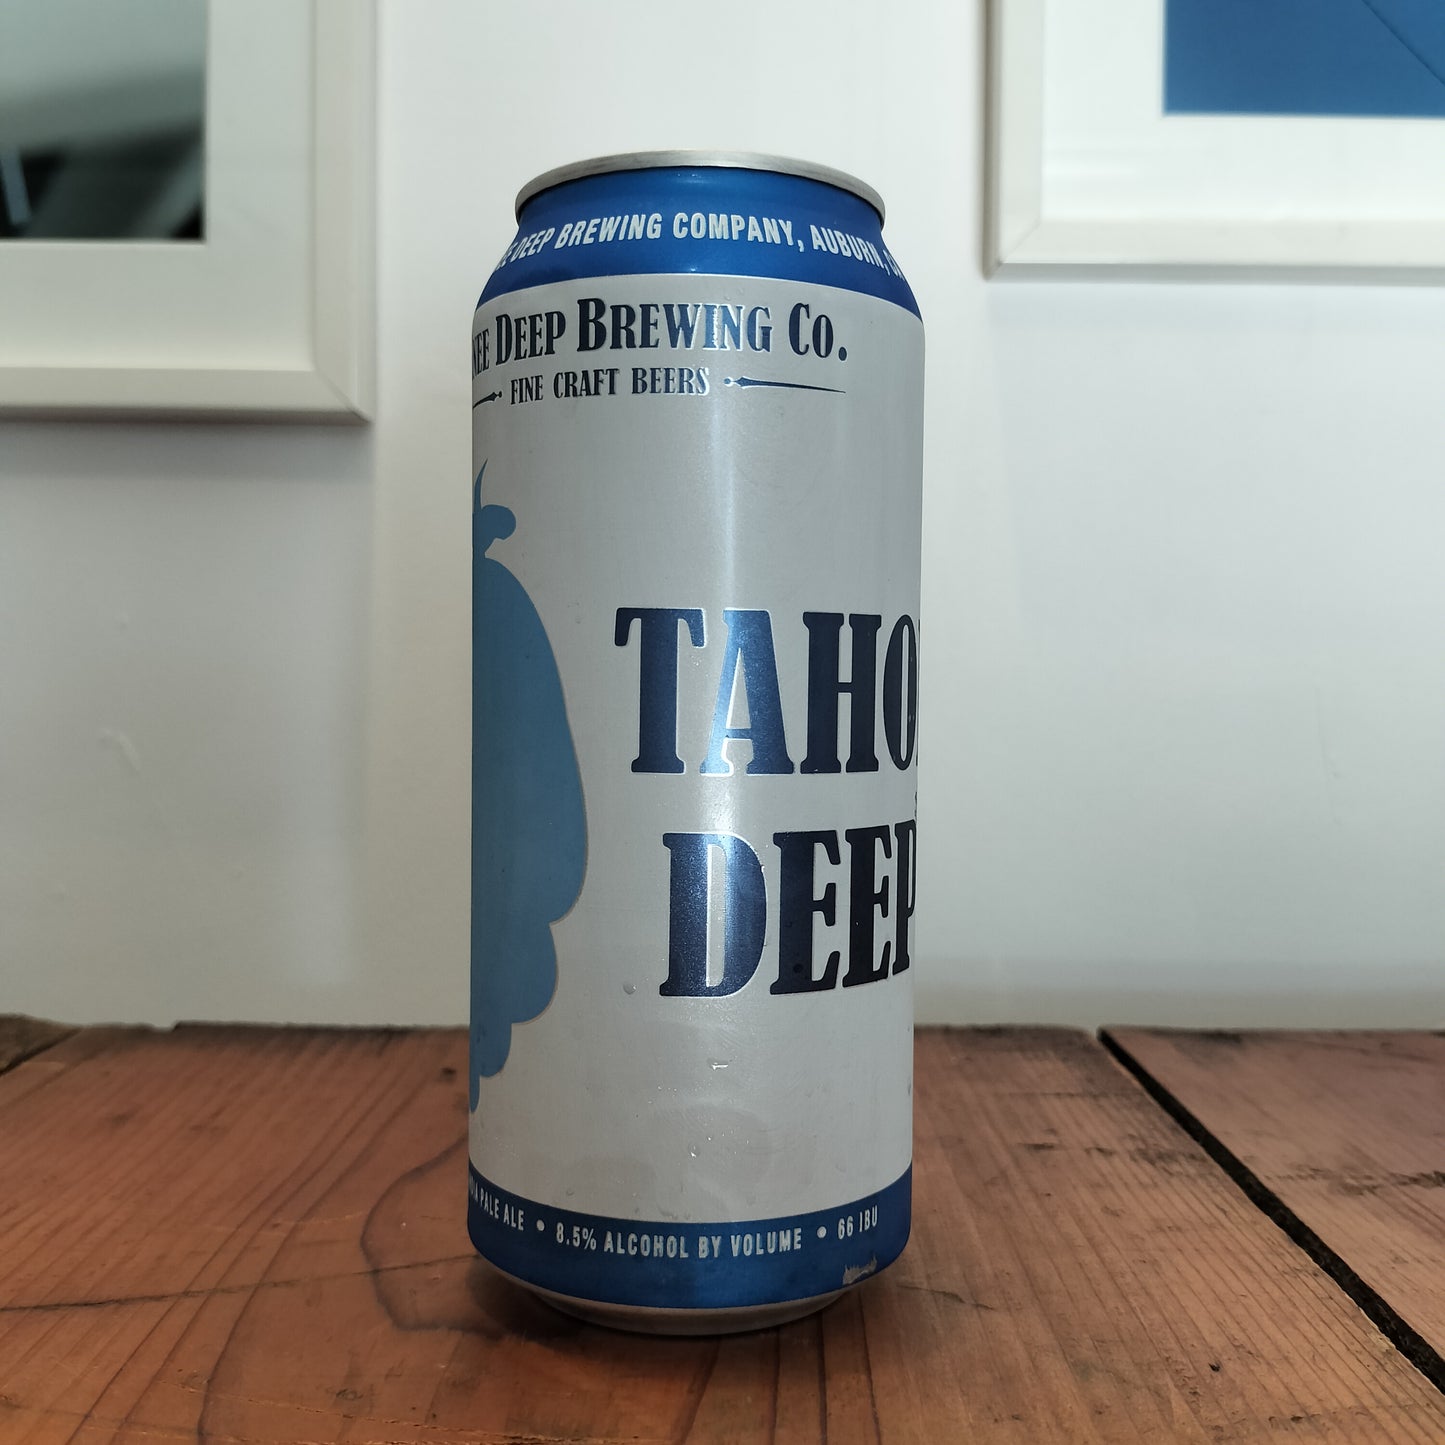 DEEP BREWING COMPANY, AUBURN,
DEEP BREWING CO.
FINE CRAFT BEERS
TAHO
DEEP
PALE ALE • 8.5% ALCOHOL BY VOLUME • 66 IBU